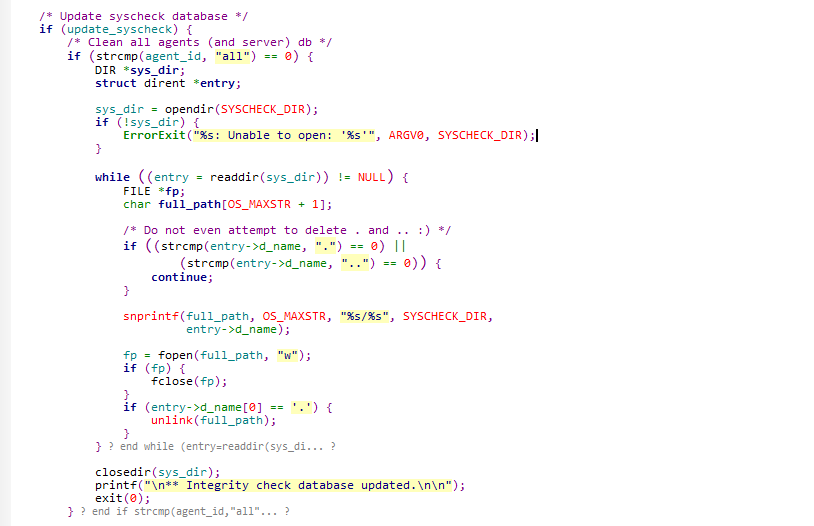 /* Update syscheck database */
if (update_syscheck) {
/* Clean all agents (and server) db */
if (strcmp(agent_id, "all") == 0) {
DIR *sys_dir;
struct dirent *entry;
sys_dir = opendir(SYSCHECK_DIR);
if (!sys_dir) {
ErrorExit("%s: Unable to open: '%s'", ARGV0, SYSCHECK_DIR);
}
while ((entry = readdir(sys_dir)) != NULL) {
FILE *fp;
char full_path[OS_MAXSTR + 1];
/* Do not even attempt to delete . and .. :) */
if ((strcmp(entry->d_name, ".") == 0) ||
(strcmp(entry->d_name, "..") == 0)) {
continue;
}
snprintf(full_path, OS_MAXSTR, "%s/%s", SYSCHECK_DIR,
entry->d_name);
fp = fopen(full_path, "w");
if (fp) {
fclose(fp);
}
if (entry->d_name[0] == '.') {
unlink(full_path);
}
} ? end while (entry=readdir(sys_di... ?
closedir(sys_dir);
printf("\n** Integrity check database updated.\n\n");
exit(0);
} ? end if strcmp(agent_id,"all"... ?